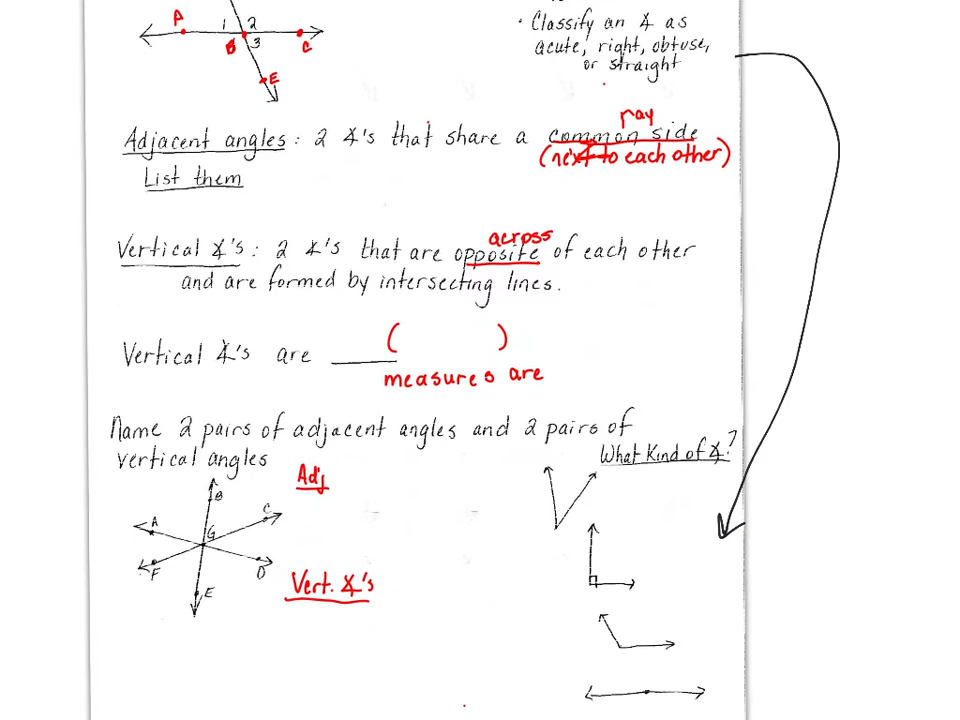 A 1 2 B 3 C
E
· Classify an ∡ as
acute, right, obtuse,
or straight
ray
Adjacent angles: 2 ∡'s that share a common side
(next to each other)
List them
across
Vertical ∡'s: 2 ∡'s that are opposite of each other
and are formed by intersecting lines.
Vertical ∡'s are ____ ( )
measures are
Name 2 pairs of adjacent angles and 2 pairs of
vertical angles
What Kind of ∡?
Adj
B
A C
G
F D
E
Vert. ∡'s